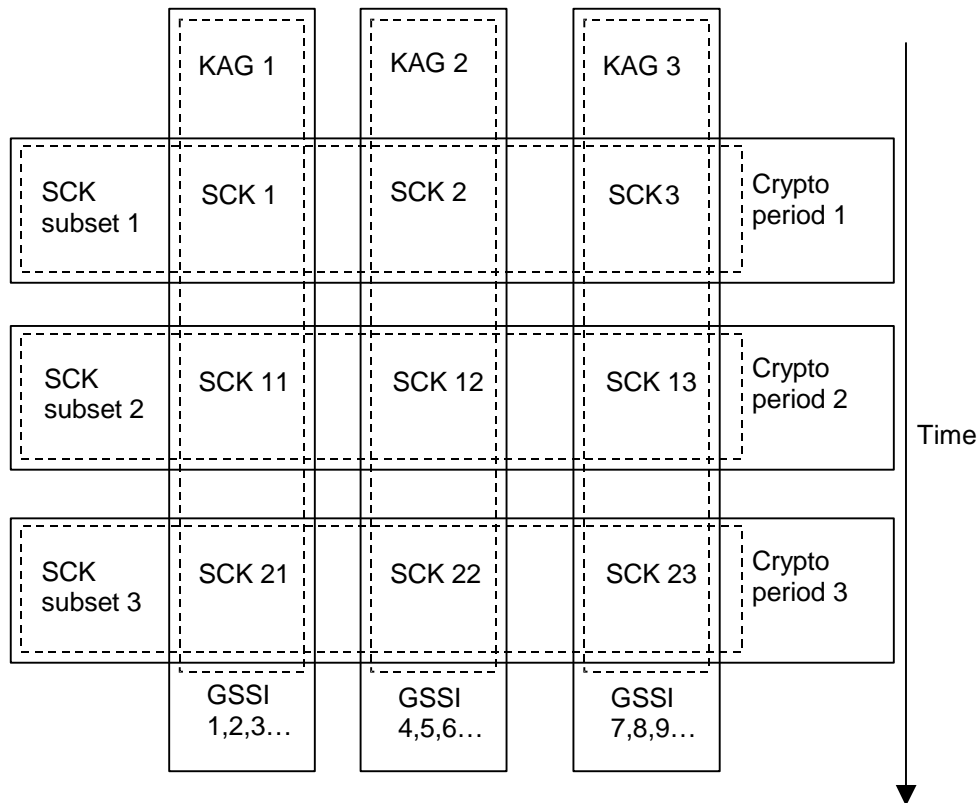 KAG 1
KAG 2
KAG 3
SCK
subset 1
SCK 1
SCK 2
SCK3
Crypto
period 1
SCK
subset 2
SCK 11
SCK 12
SCK 13
Crypto
period 2
Time
SCK
subset 3
SCK 21
SCK 22
SCK 23
Crypto
period 3
GSSI
1,2,3…
GSSI
4,5,6…
GSSI
7,8,9…